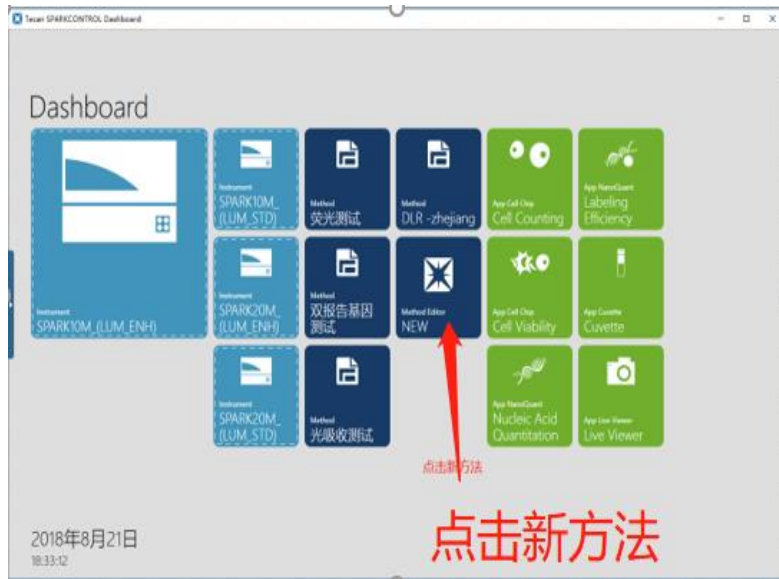 Tecan SPARKCONTROL Dashboard
Dashboard
Instrument
SPARK10M_(LUM_ENH)
Instrument
SPARK10M_
(LUM_STD)
Instrument
SPARK20M_
(LUM_ENH)
Instrument
SPARK20M_
(LUM_STD)
Method
荧光测试
Method
双报告基因
测试
Method
光吸收测试
Method
DLR -zhejiang
Method Editor
NEW
App Cell Chip
Cell Counting
App Cell Chip
Cell Viability
App NanoQuant
Nucleic Acid
Quantitation
App NanoQuant
Labeling
Efficiency
App Cuvette
Cuvette
App Live Viewer
Live Viewer
点击新方法
点击新方法
2018年8月21日
18:33:12